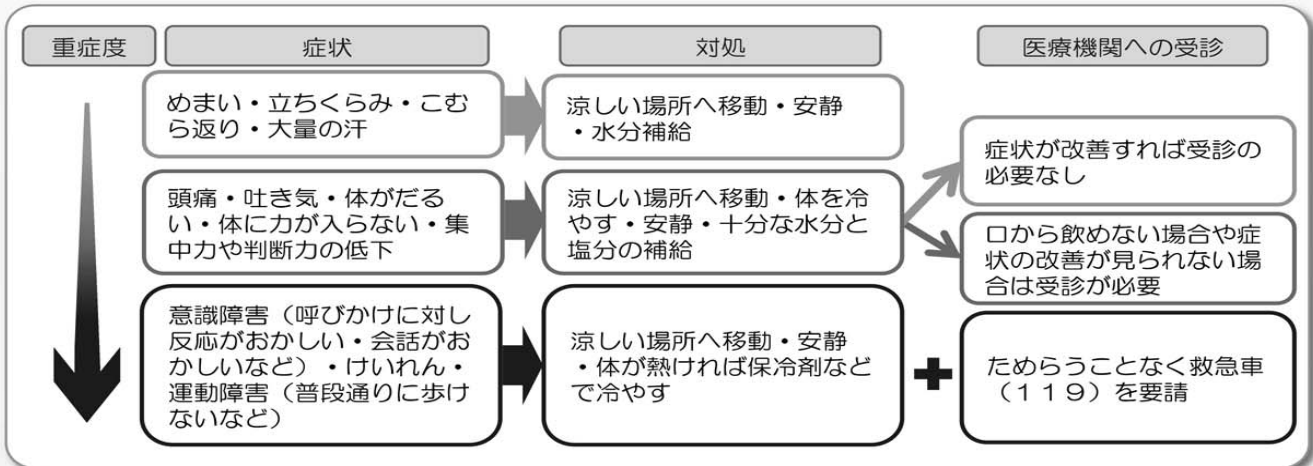 重症度
症状
対処
医療機関への受診
めまい・立ちくらみ・こむ
ら返り・大量の汗
涼しい場所へ移動・安静
・水分補給
頭痛・吐き気・体がだる
い・体に力が入らない・集
中力や判断力の低下
涼しい場所へ移動・体を冷
やす・安静・十分な水分と
塩分の補給
症状が改善すれば受診の
必要なし
口から飲めない場合や症
状の改善が見られない場
合は受診が必要
意識障害（呼びかけに対し
反応がおかしい・会話がお
かしいなど）・けいれん・
運動障害（普段通りに歩け
ないなど）
涼しい場所へ移動・安静
・体が熱ければ保冷剤など
で冷やす
ためらうことなく救急車
（１１９）を要請